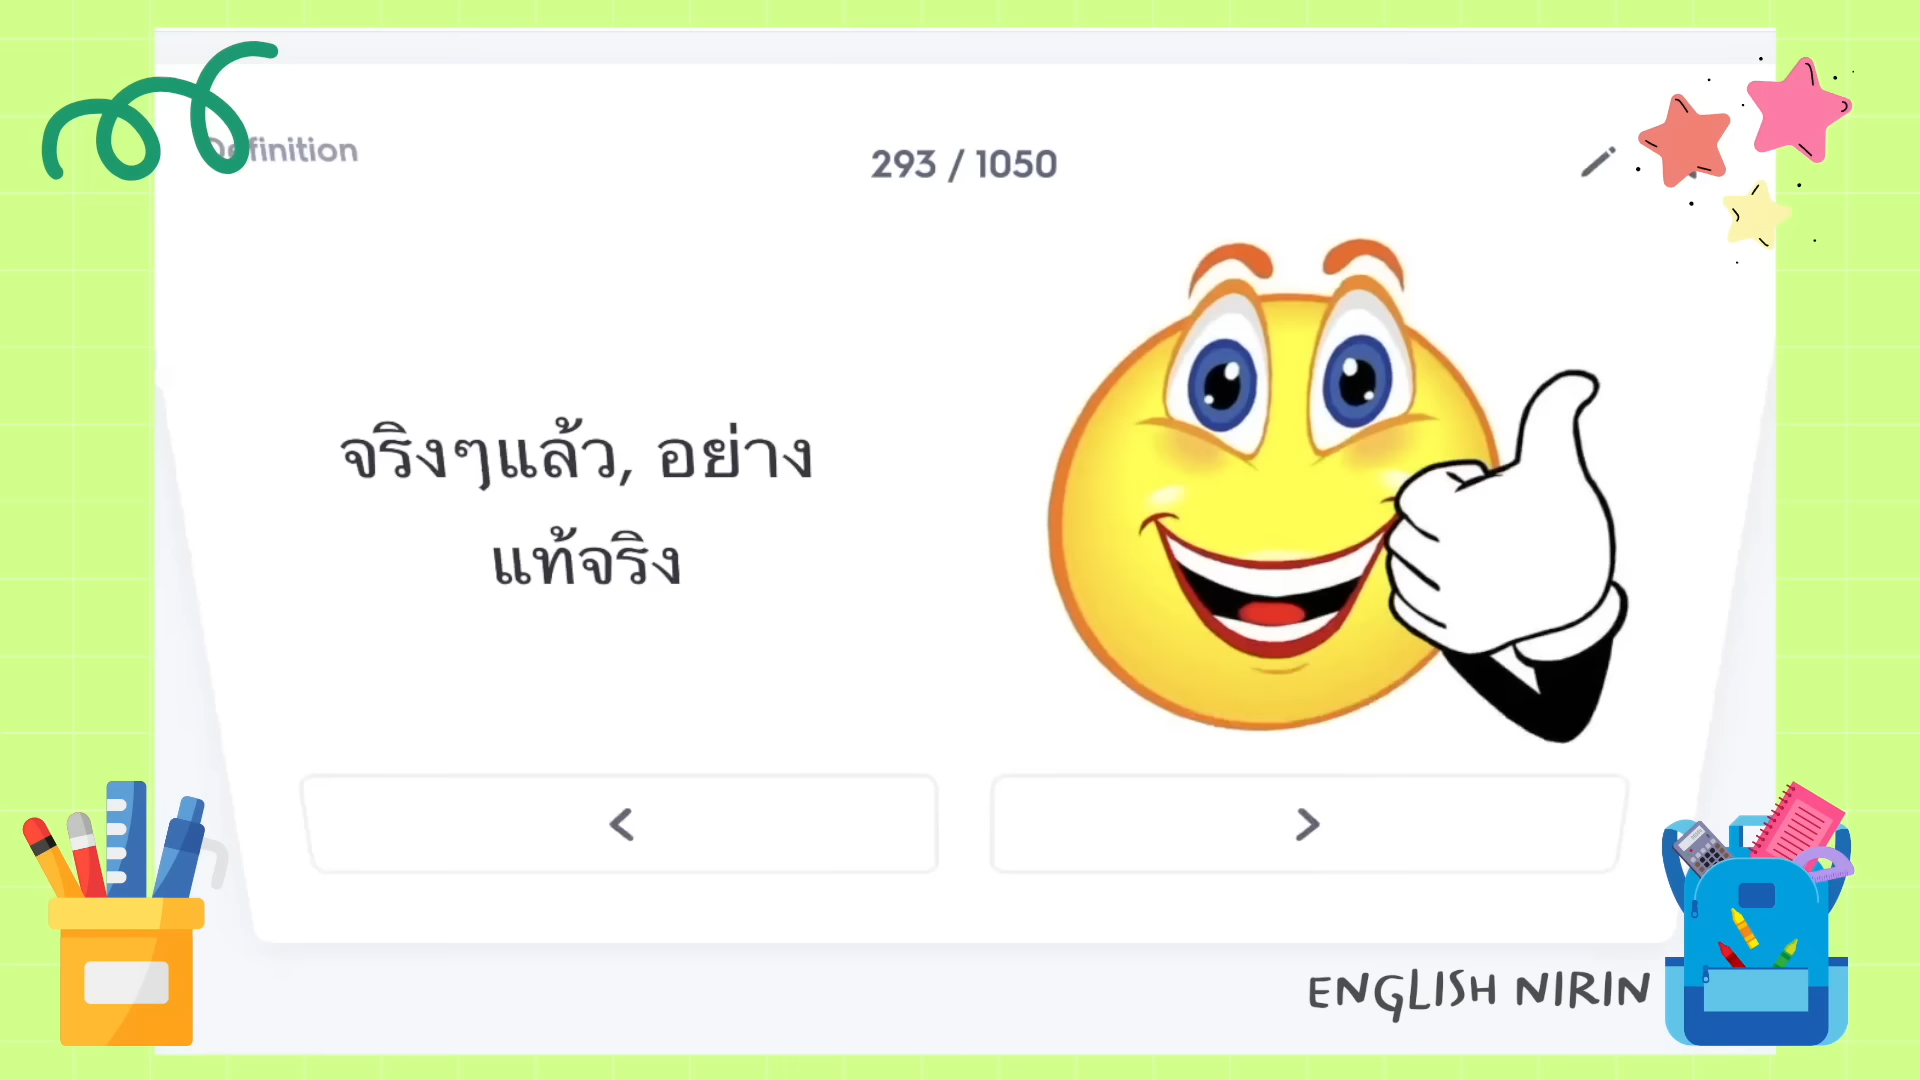 Definition
293 / 1050
จริงๆแล้ว, อย่าง
แท้จริง
ENGLISH NIRIN